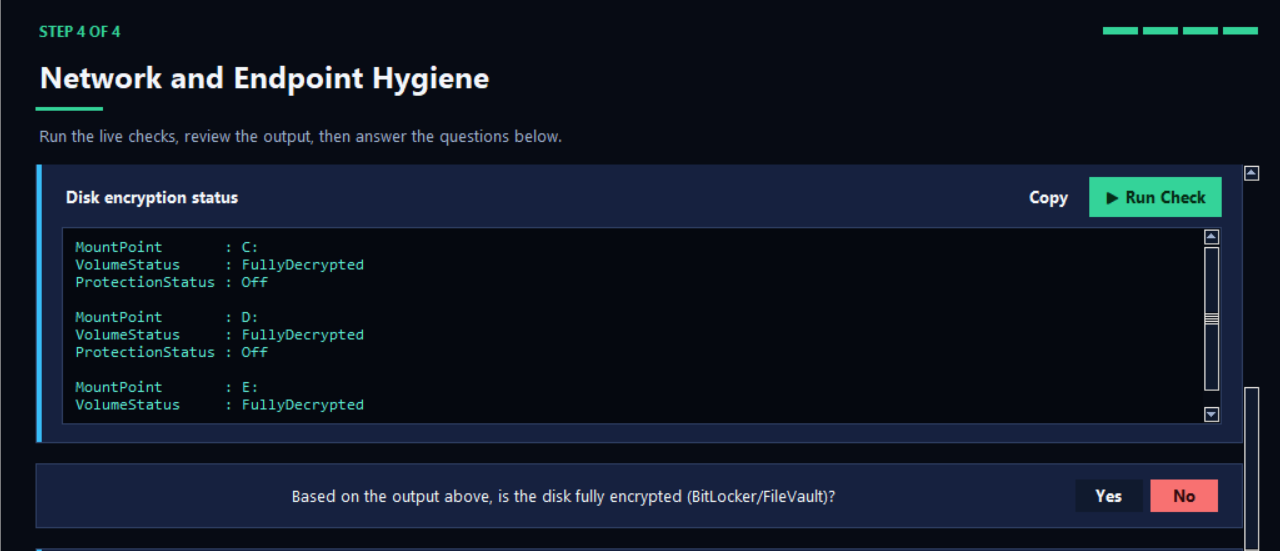 STEP 4 OF 4
Network and Endpoint Hygiene
Run the live checks, review the output, then answer the questions below.
Disk encryption status
Copy
▶ Run Check
MountPoint       : C:
VolumeStatus     : FullyDecrypted
ProtectionStatus : Off
MountPoint       : D:
VolumeStatus     : FullyDecrypted
ProtectionStatus : Off
MountPoint       : E:
VolumeStatus     : FullyDecrypted
Based on the output above, is the disk fully encrypted (BitLocker/FileVault)?
Yes
No